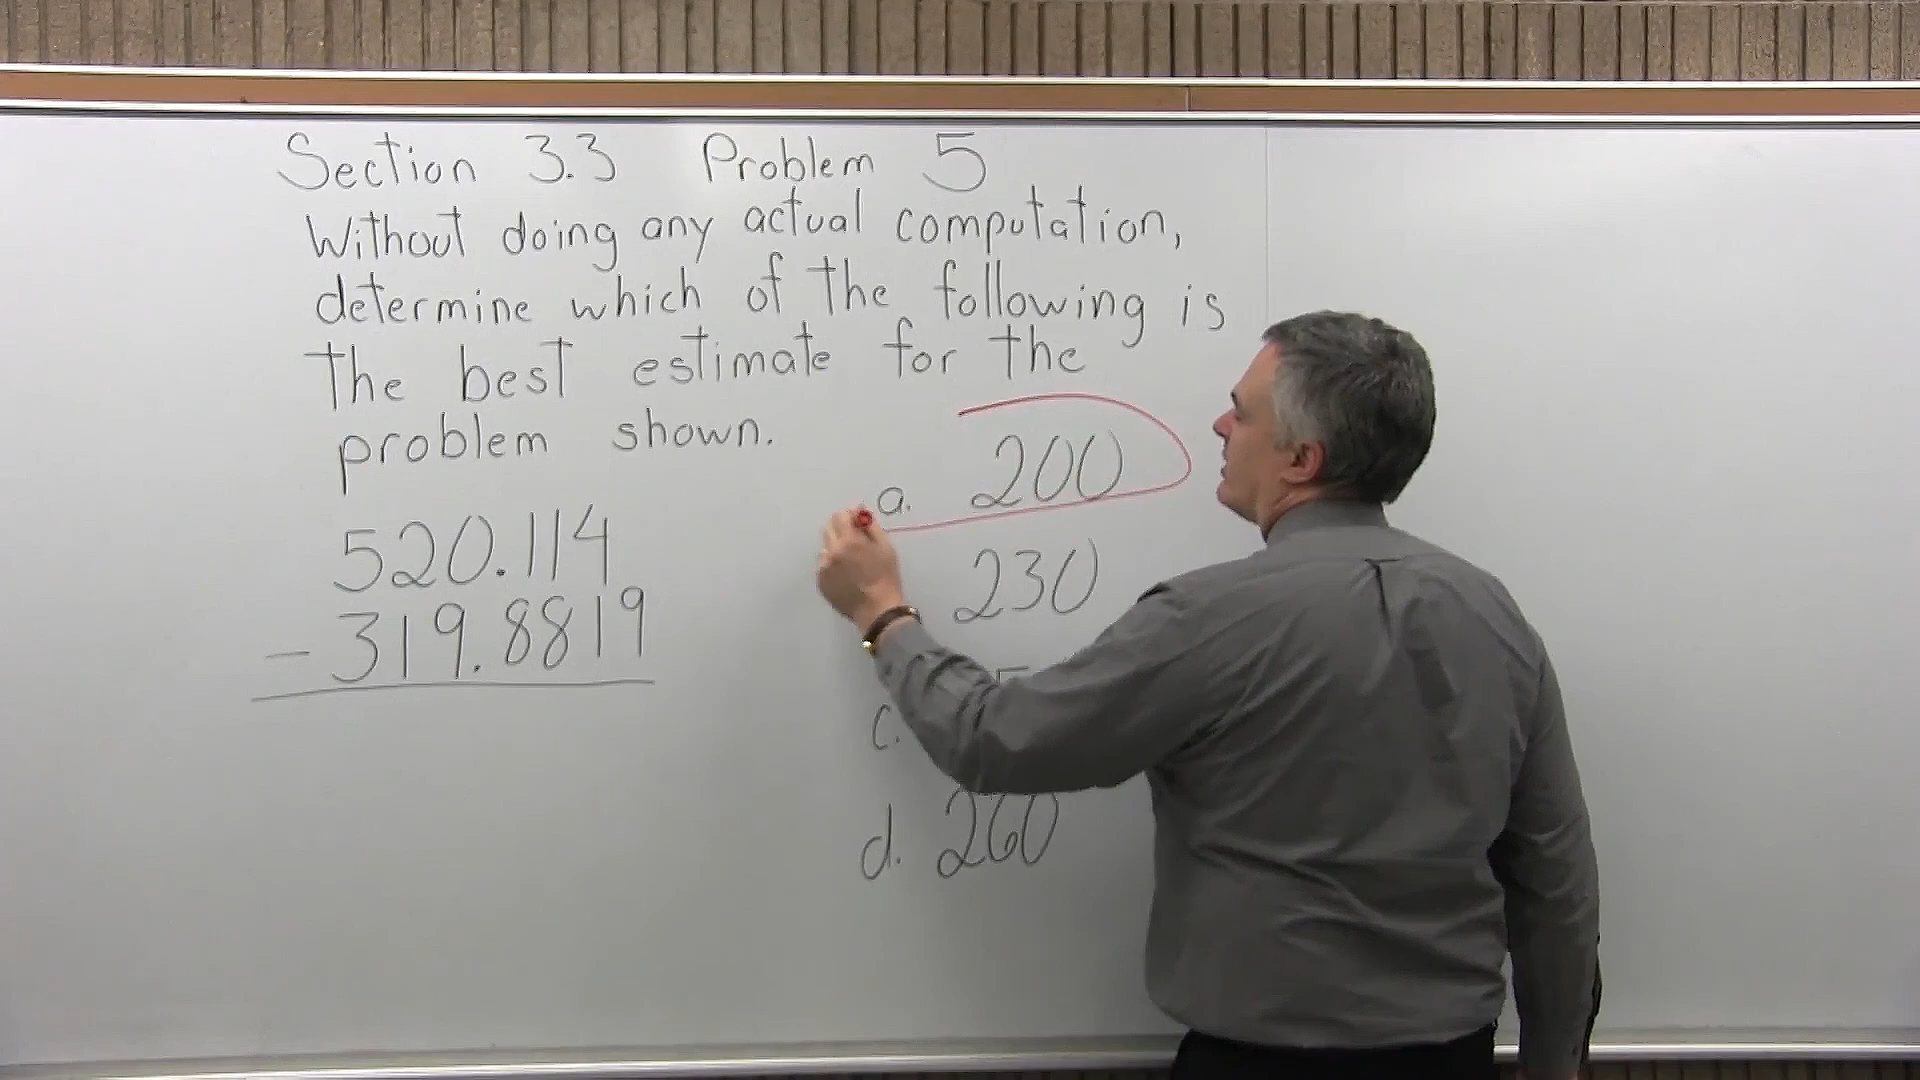 Section 3.3 Problem 5
Without doing any actual computation,
determine which of the following is
the best estimate for the
problem shown.
520.114
- 319.8819
a. 200
230
c.
d. 260